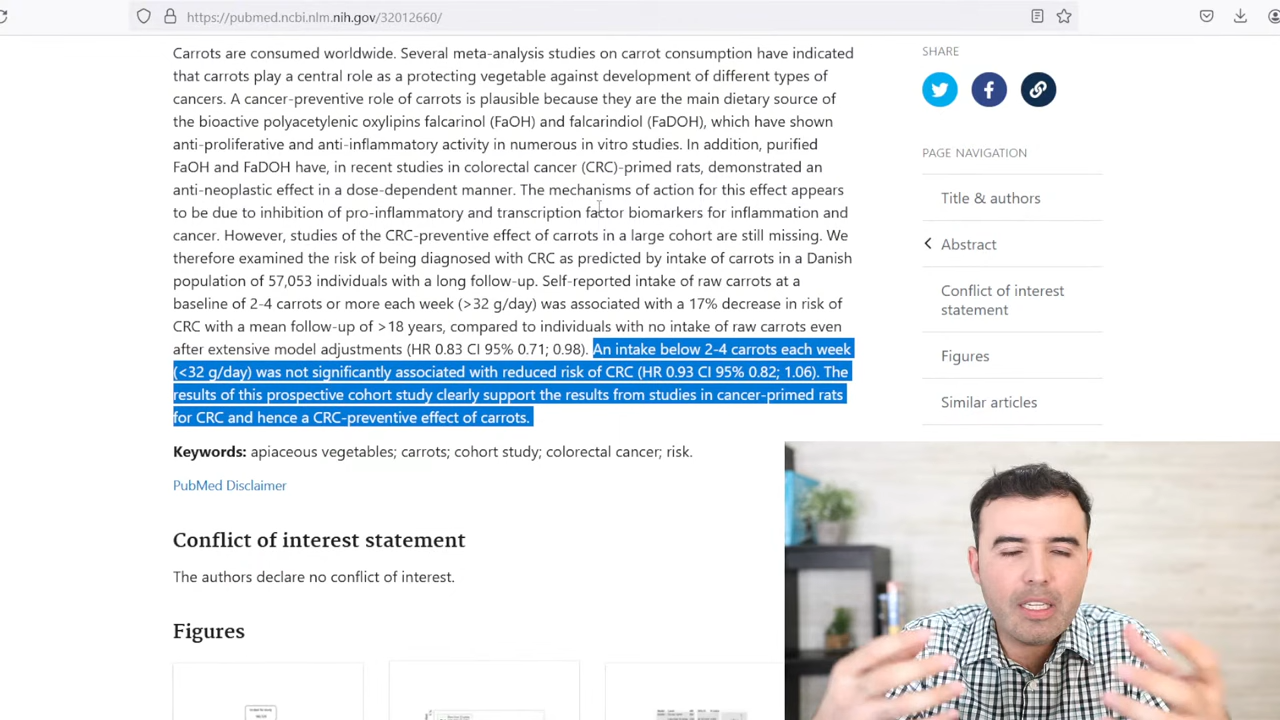 https://pubmed.ncbi.nlm.nih.gov/32012660/
Carrots are consumed worldwide. Several meta-analysis studies on carrot consumption have indicated
that carrots play a central role as a protecting vegetable against development of different types of
cancers. A cancer-preventive role of carrots is plausible because they are the main dietary source of
the bioactive polyacetylenic oxylipins falcarinol (FaOH) and falcarindiol (FaDOH), which have shown
anti-proliferative and anti-inflammatory activity in numerous in vitro studies. In addition, purified
FaOH and FaDOH have, in recent studies in colorectal cancer (CRC)-primed rats, demonstrated an
anti-neoplastic effect in a dose-dependent manner. The mechanisms of action for this effect appears
to be due to inhibition of pro-inflammatory and transcription factor biomarkers for inflammation and
cancer. However, studies of the CRC-preventive effect of carrots in a large cohort are still missing. We
therefore examined the risk of being diagnosed with CRC as predicted by intake of carrots in a Danish
population of 57,053 individuals with a long follow-up. Self-reported intake of raw carrots at a
baseline of 2-4 carrots or more each week (>32 g/day) was associated with a 17% decrease in risk of
CRC with a mean follow-up of >18 years, compared to individuals with no intake of raw carrots even
after extensive model adjustments (HR 0.83 CI 95% 0.71; 0.98). An intake below 2-4 carrots each week
(<32 g/day) was not significantly associated with reduced risk of CRC (HR 0.93 CI 95% 0.82; 1.06). The
results of this prospective cohort study clearly support the results from studies in cancer-primed rats
for CRC and hence a CRC-preventive effect of carrots.
Keywords: apiaceous vegetables; carrots; cohort study; colorectal cancer; risk.
PubMed Disclaimer
Conflict of interest statement
The authors declare no conflict of interest.
Figures
SHARE
PAGE NAVIGATION
Title & authors
Abstract
Conflict of interest
statement
Figures
Similar articles